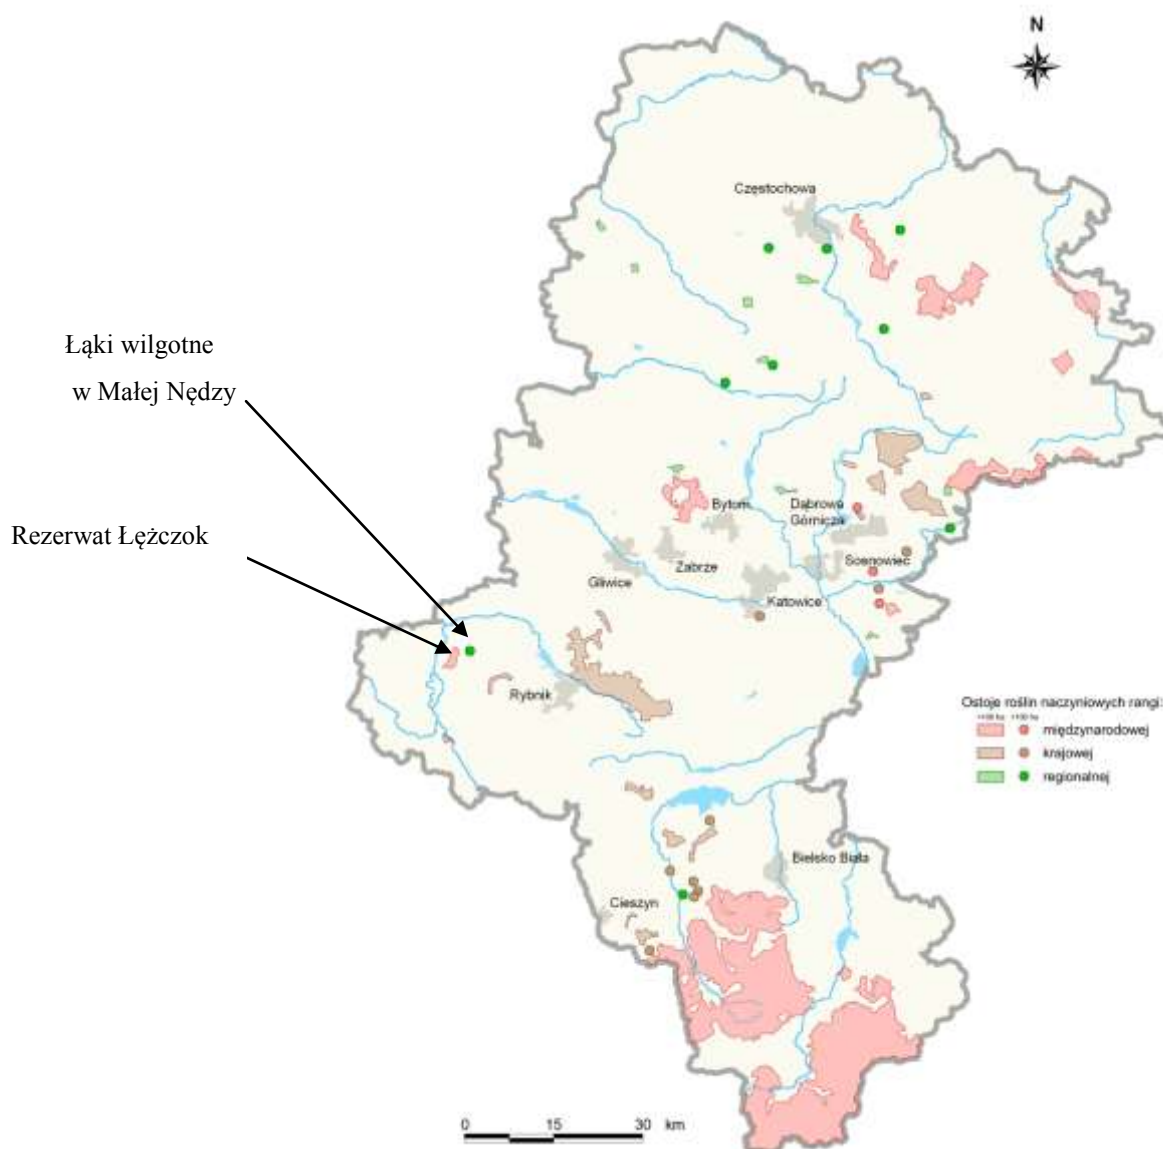 N
Częstochowa
Łąki wilgotne
w Małej Nędzy
Rezerwat Łężczok
Bytom
Dąbrowa
Górnicza
Sosnowiec
Zabrze
Gliwice
Katowice
Rybnik
Ostoje roślin naczyniowych rangi:
międzynarodowej
krajowej
regionalnej
Bielsko Biała
Cieszyn
0 15 30 km